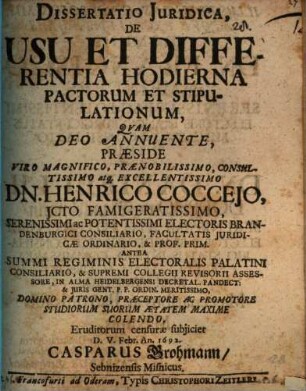 DISSERTATIO JURIDICA,
DE
USU ET DIFFE-
RENTIA HODIERNA
PACTORUM ET STIPU-
LATIONUM,
QVAM
DEO ANNUENTE,
PRÆSIDE
VIRO MAGNIFICO, PRÆNOBILISSIMO, CONSUL-
TISSIMO atq; EXCELLENTISSIMO
DN. HENRICO COCCEJO,
JCTO FAMIGERATISSIMO,
SERENISSIMI ac POTENTISSIMI ELECTORIS BRAN-
DENBURGICI CONSILIARIO, FACULTATIS JURIDI-
CÆ ORDINARIO, & PROF. PRIM.
ANTEA
SUMMI REGIMINIS ELECTORALIS PALATINI
CONSILIARIO, & SUPREMI COLLEGII REVISORII ASSES-
SORE, IN ALMA HEIDELBERGENSI DECRETAL. PANDECT:
& JURIS GENT. P. P. ORDIN. MERITISSIMO,
DOMINO PATRONO, PRÆCEPTORE AC PROMOTORE
STUDIORUM SUORUM ÆTATEM MAXIME
COLENDO,
Eruditorum censuræ subjiciet
D. V. Febr. An. 1692.
CASPARUS Brohmann/
Sebnizensis Misnicus,
Francofurti ad Oderam, Typis CHRISTOPHORI ZEITLERI.